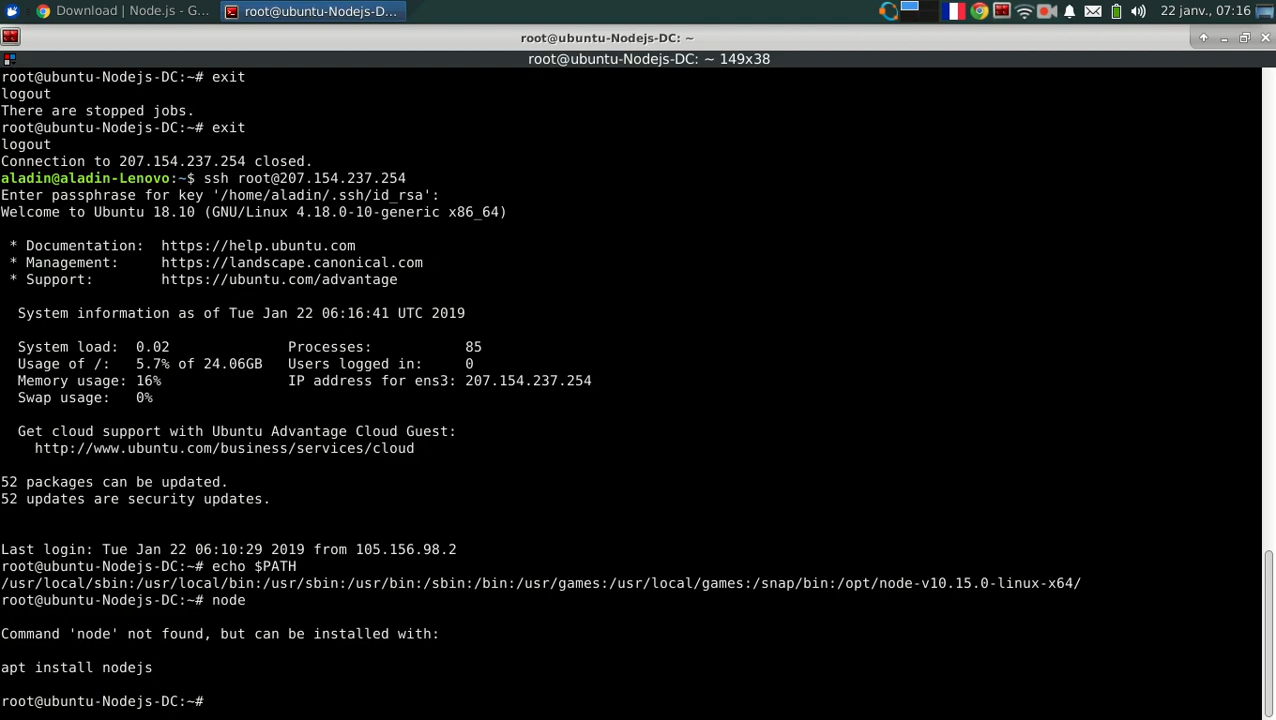 Download | Node.js - G...
root@ubuntu-Nodejs-D...
22 janv., 07:16
root@ubuntu-Nodejs-DC: ~
root@ubuntu-Nodejs-DC: ~ 149x38
root@ubuntu-Nodejs-DC:~# exit
logout
There are stopped jobs.
root@ubuntu-Nodejs-DC:~# exit
logout
Connection to 207.154.237.254 closed.
aladin@aladin-Lenovo:~$ ssh root@207.154.237.254
Enter passphrase for key '/home/aladin/.ssh/id_rsa':
Welcome to Ubuntu 18.10 (GNU/Linux 4.18.0-10-generic x86_64)
* Documentation:  https://help.ubuntu.com
* Management:     https://landscape.canonical.com
* Support:        https://ubuntu.com/advantage
System information as of Tue Jan 22 06:16:41 UTC 2019
System load:  0.02               Processes:           85
Usage of /:   5.7% of 24.06GB   Users logged in:     0
Memory usage: 16%               IP address for ens3: 207.154.237.254
Swap usage:   0%
Get cloud support with Ubuntu Advantage Cloud Guest:
http://www.ubuntu.com/business/services/cloud
52 packages can be updated.
52 updates are security updates.
Last login: Tue Jan 22 06:10:29 2019 from 105.156.98.2
root@ubuntu-Nodejs-DC:~# echo $PATH
/usr/local/sbin:/usr/local/bin:/usr/sbin:/usr/bin:/sbin:/bin:/usr/games:/usr/local/games:/snap/bin:/opt/node-v10.15.0-linux-x64/
root@ubuntu-Nodejs-DC:~# node
Command 'node' not found, but can be installed with:
apt install nodejs
root@ubuntu-Nodejs-DC:~#